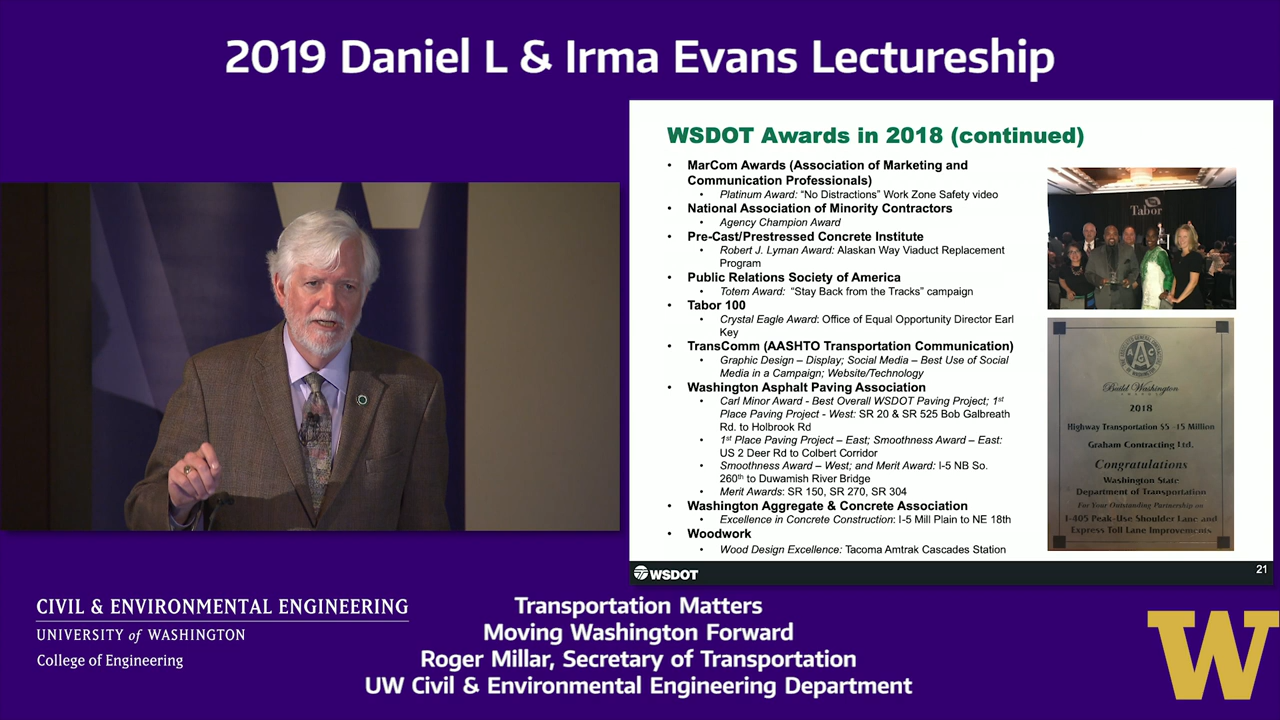 2019 Daniel L & Irma Evans Lectureship
WSDOT Awards in 2018 (continued)
• MarCom Awards (Association of Marketing and
Communication Professionals)
• Platinum Award: “No Distractions” Work Zone Safety video
• National Association of Minority Contractors
• Agency Champion Award
• Pre-Cast/Prestressed Concrete Institute
• Robert J. Lyman Award: Alaskan Way Viaduct Replacement
Program
• Public Relations Society of America
• Totem Award: “Stay Back from the Tracks” campaign
• Tabor 100
• Crystal Eagle Award: Office of Equal Opportunity Director Earl
Key
• TransComm (AASHTO Transportation Communication)
• Graphic Design – Display; Social Media – Best Use of Social
Media in a Campaign; Website/Technology
• Washington Asphalt Paving Association
• Carl Minor Award - Best Overall WSDOT Paving Project; 1st
Place Paving Project - West: SR 20 & SR 525 Bob Galbreath
Rd. to Holbrook Rd
• 1st Place Paving Project – East; Smoothness Award – East:
US 2 Deer Rd to Colbert Corridor
• Smoothness Award – West; and Merit Award: I-5 NB So.
260th to Duwamish River Bridge
• Merit Awards: SR 150, SR 270, SR 304
• Washington Aggregate & Concrete Association
• Excellence in Concrete Construction: I-5 Mill Plain to NE 18th
• Woodwork
• Wood Design Excellence: Tacoma Amtrak Cascades Station
Tabor
AGC
Build Washington
2018
Highway Transportation $5 -15 Million
Graham Contracting Ltd.
Congratulations
Washington State
Department of Transportation
For Your Outstanding Partnership on
I-405 Peak-Use Shoulder Lane and
Express Toll Lane Improvements
WSDOT
21
CIVIL & ENVIRONMENTAL ENGINEERING
UNIVERSITY of WASHINGTON
College of Engineering
Transportation Matters
Moving Washington Forward
Roger Millar, Secretary of Transportation
UW Civil & Environmental Engineering Department
W